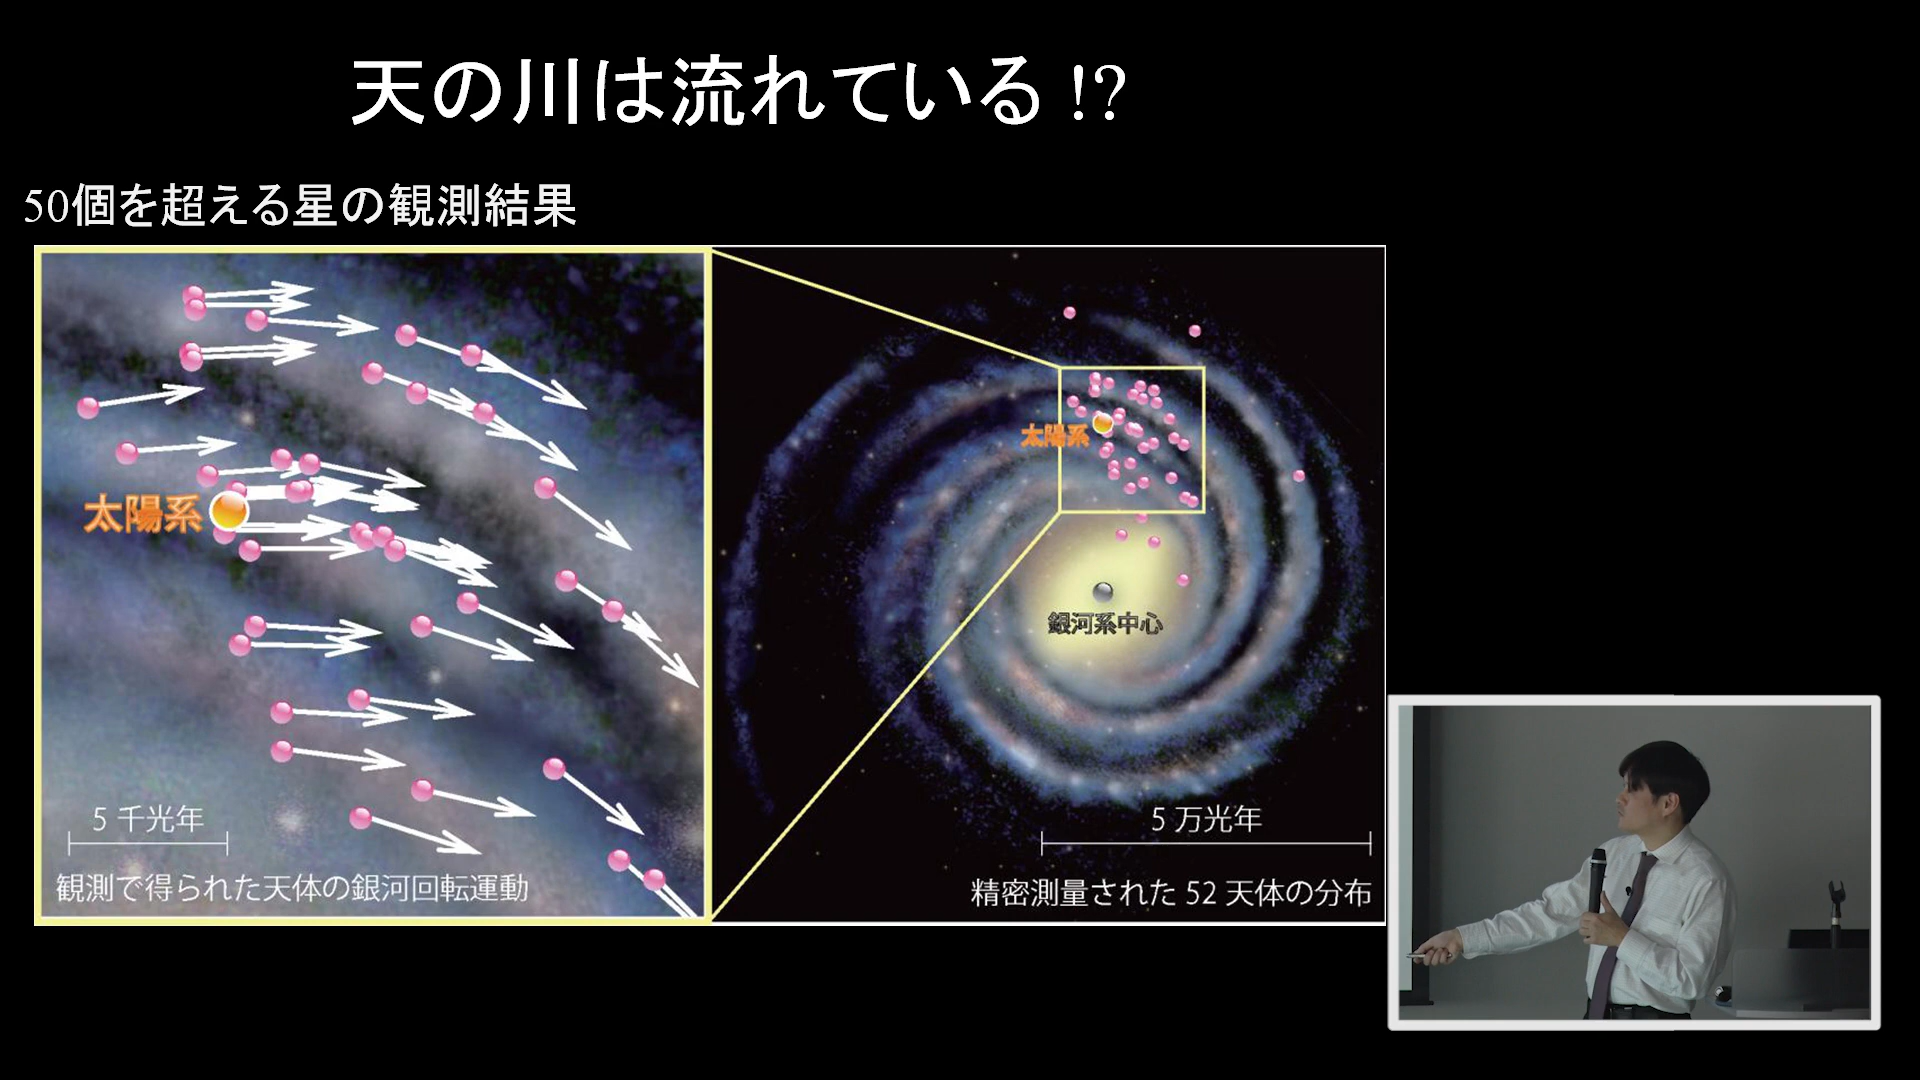 天の川は流れている !?
50個を超える星の観測結果
太陽系
5 千光年
観測で得られた天体の銀河回転運動
太陽系
銀河系中心
5 万光年
精密測量された 52 天体の分布